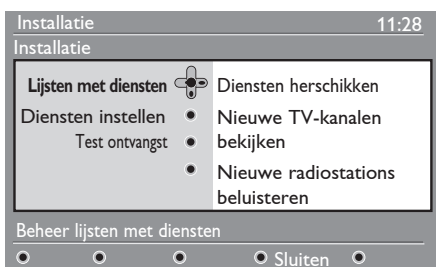 Installatie 11:28
Installatie
Lijsten met diensten
Diensten instellen
Test ontvangst
Diensten herschikken
Nieuwe TV-kanalen
bekijken
Nieuwe radiostations
beluisteren
Beheer lijsten met diensten
Sluiten